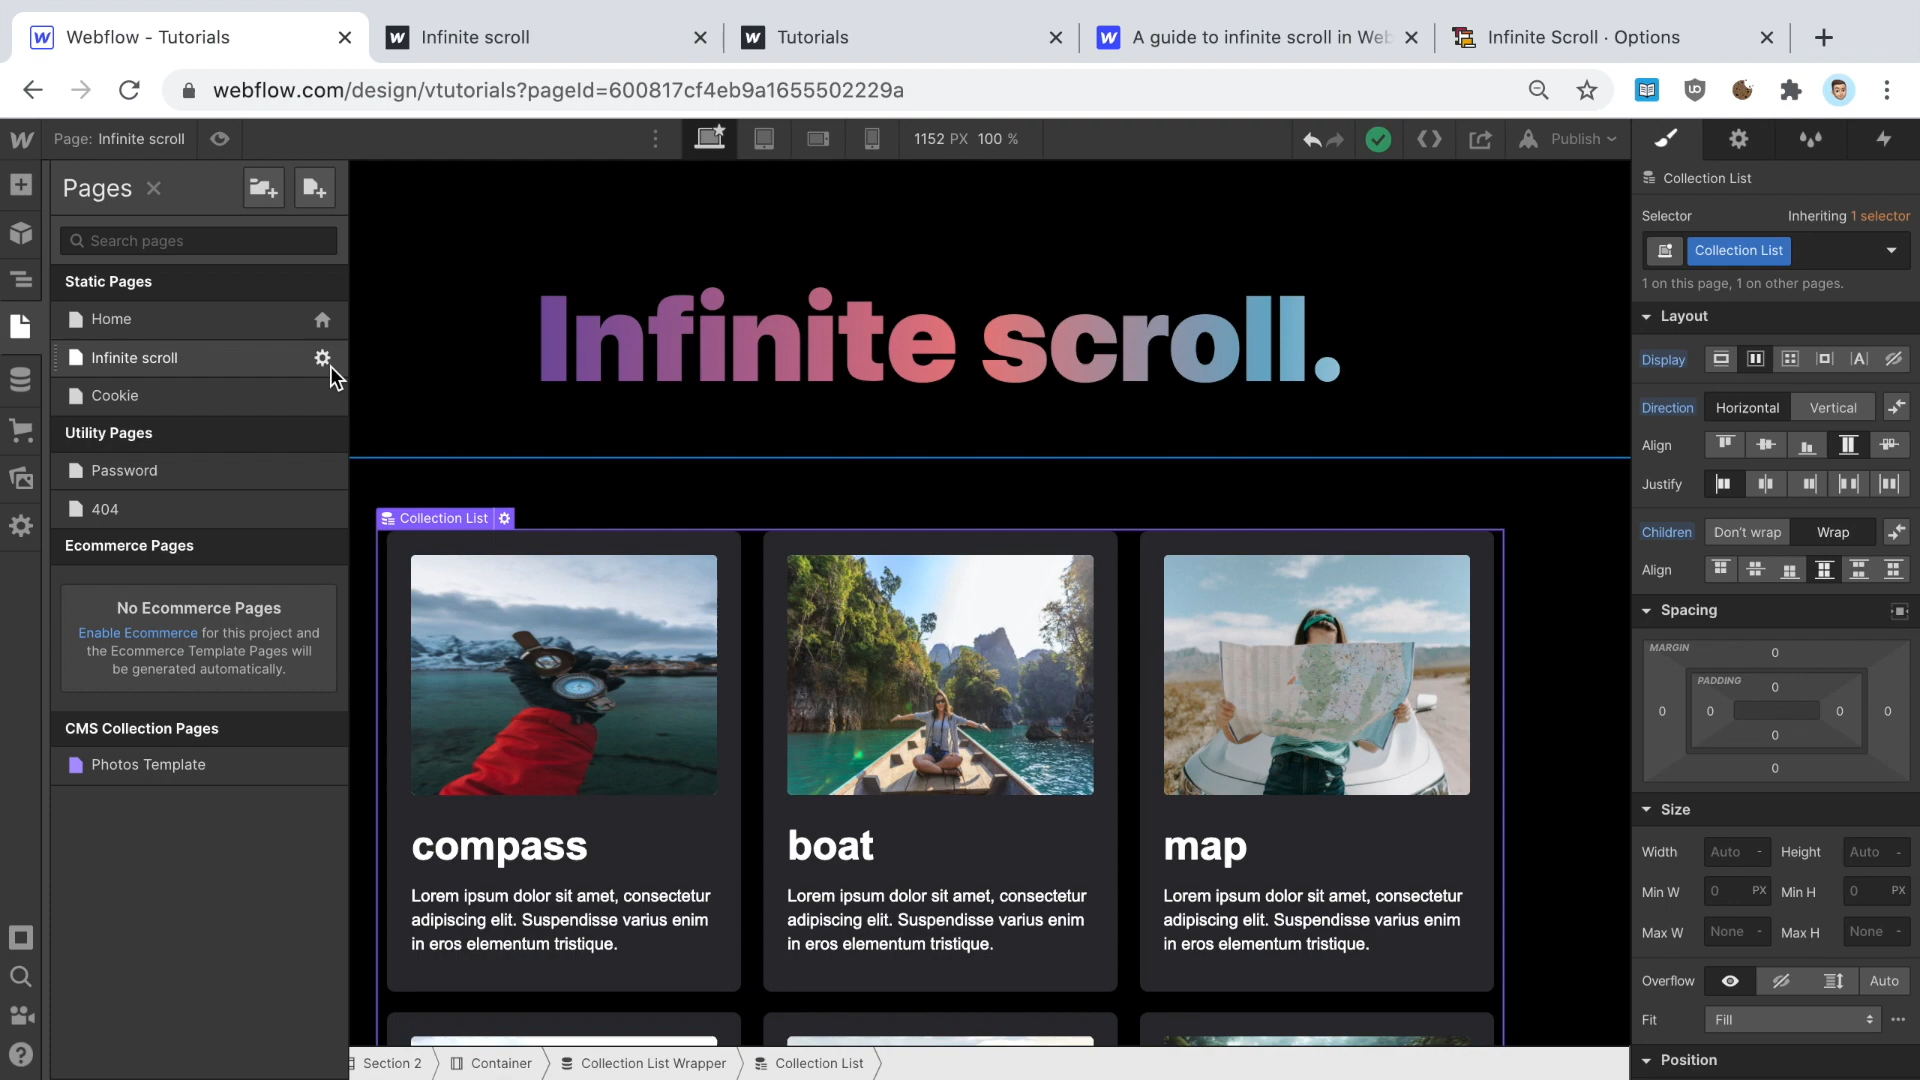 Webflow - Tutorials
Infinite scroll
Tutorials
A guide to infinite scroll in Web
Infinite Scroll · Options
webflow.com/design/vtutorials?pageId=600817cf4eb9a1655502229a
Page: Infinite scroll
1152 PX 100 %
Publish
Pages
Search pages
Static Pages
Home
Infinite scroll
Cookie
Utility Pages
Password
404
Ecommerce Pages
No Ecommerce Pages
Enable Ecommerce for this project and
the Ecommerce Template Pages will
be generated automatically.
CMS Collection Pages
Photos Template
Infinite scroll.
Collection List
compass
Lorem ipsum dolor sit amet, consectetur
adipiscing elit. Suspendisse varius enim
in eros elementum tristique.
boat
Lorem ipsum dolor sit amet, consectetur
adipiscing elit. Suspendisse varius enim
in eros elementum tristique.
map
Lorem ipsum dolor sit amet, consectetur
adipiscing elit. Suspendisse varius enim
in eros elementum tristique.
Section 2
Container
Collection List Wrapper
Collection List
Collection List
Selector
Inheriting 1 selector
Collection List
1 on this page, 1 on other pages.
Layout
Display
Direction Horizontal Vertical
Align
Justify
Children Don't wrap Wrap
Align
Spacing
MARGIN
0
PADDING
0
0 0 0 0
0
0
Size
Width Auto - Height Auto -
Min W 0 PX Min H 0 PX
Max W None - Max H None -
Overflow Auto
Fit Fill
Position